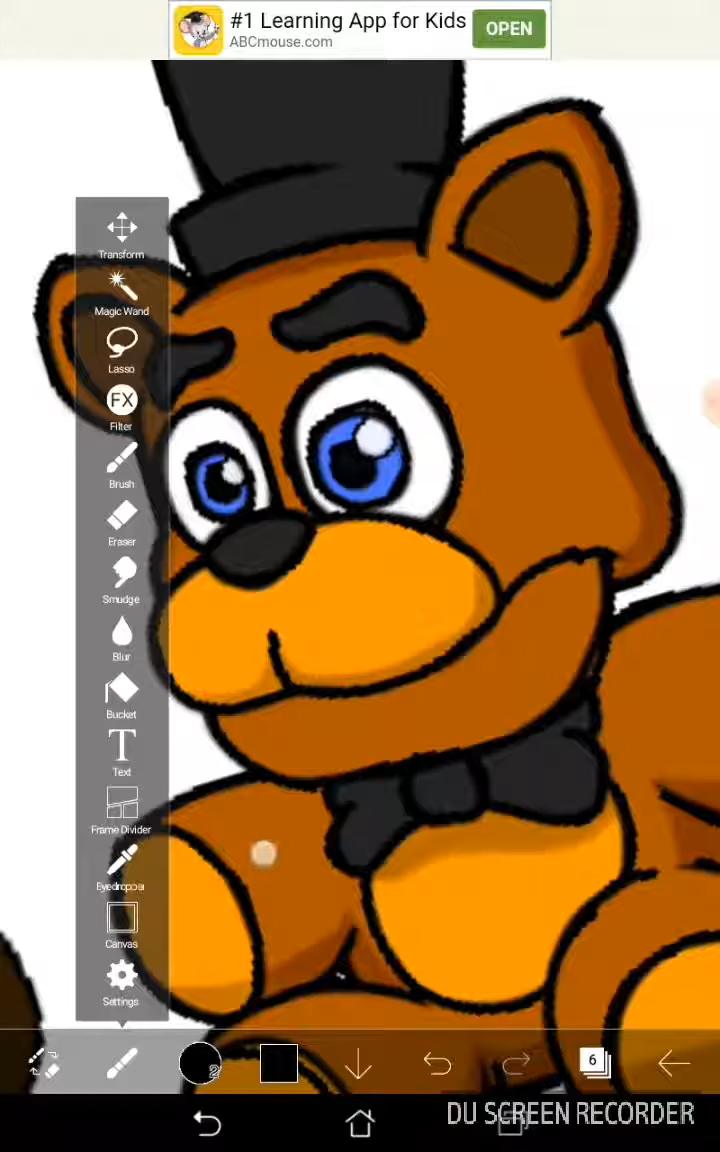 #1 Learning App for Kids
ABCmouse.com
OPEN
Transform
Magic Wand
Lasso
FX
Filter
Brush
Eraser
Smudge
Blur
Bucket
T
Text
Frame Divider
Eyedropper
Canvas
Settings
2
6
DU SCREEN RECORDER